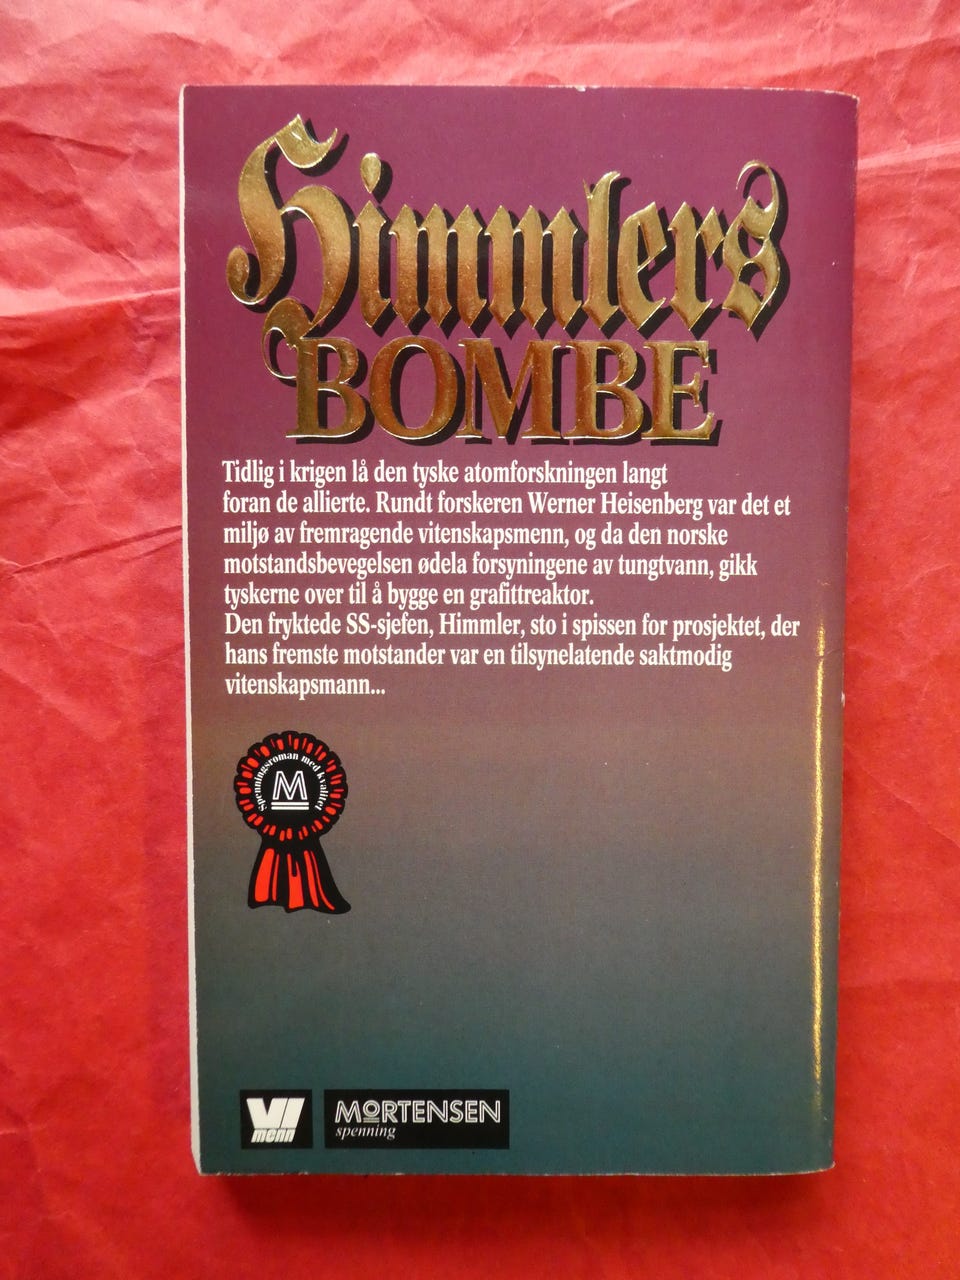 Himmlers
BOMBE
Tidlig i krigen lå den tyske atomforskningen langt
foran de allierte. Rundt forskeren Werner Heisenberg var det et
miljø av fremragende vitenskapsmenn, og da den norske
motstandsbevegelsen ødela forsyningene av tungtvann, gikk
tyskerne over til å bygge en grafittreaktor.
Den fryktede SS-sjefen, Himmler, sto i spissen for prosjektet, der
hans fremste motstander var en tilsynelatende saktmodig
vitenskapsmann...
Spenningsroman med kvalitet
M
VI
menn
MORTENSEN
spenning